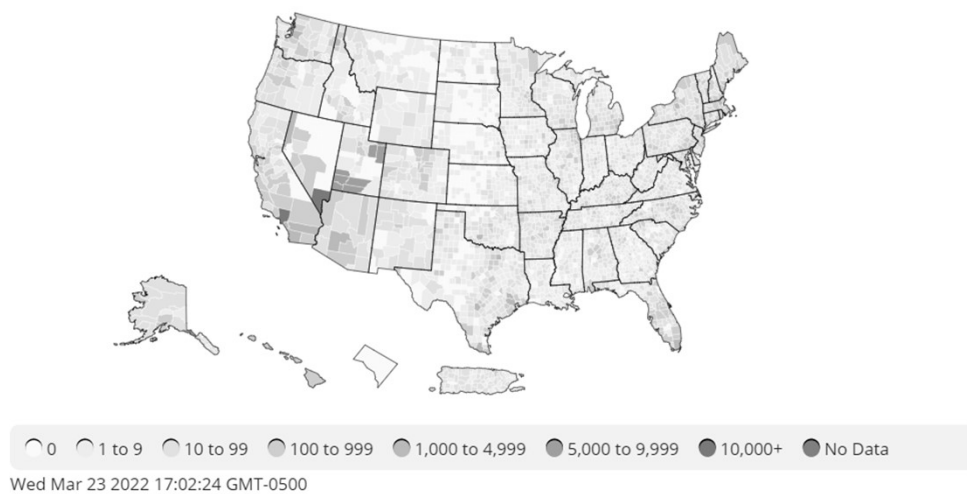 0 1 to 9 10 to 99 100 to 999 1,000 to 4,999 5,000 to 9,999 10,000+ No Data
Wed Mar 23 2022 17:02:24 GMT-0500